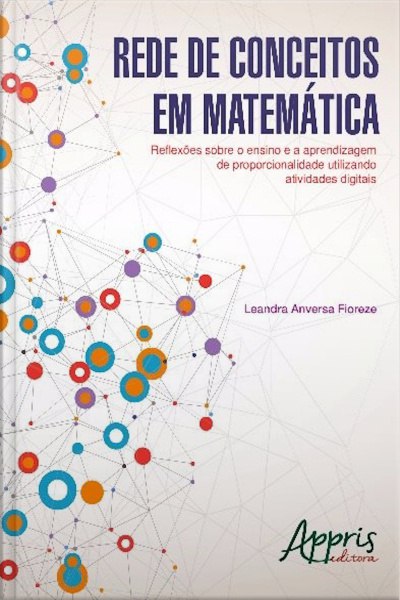 REDE DE CONCEITOS
EM MATEMÁTICA
Reflexões sobre o ensino e a aprendizagem
de proporcionalidade utilizando
atividades digitais
Leandra Anversa Fioreze
Appris
editora